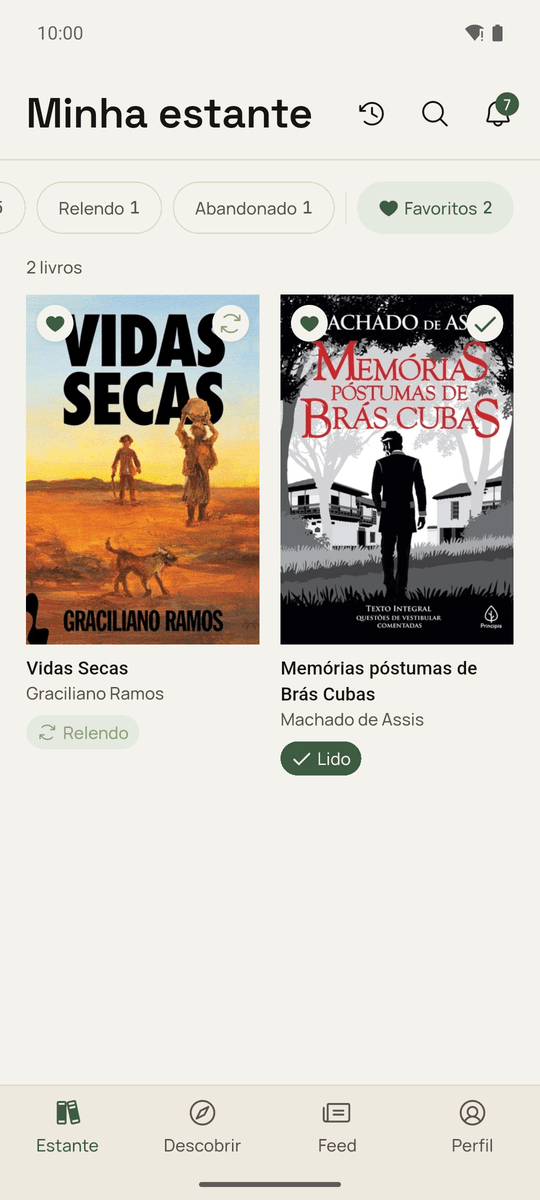 10:00
Minha estante
7
Relendo 1
Abandonado 1
Favoritos 2
2 livros
VIDAS
SECAS
GRACILIANO RAMOS
MACHADO DE AS
MEMÓRIAS
PÓSTUMAS DE
BRÁS CUBAS
TEXTO INTEGRAL
QUESTÕES DE VESTIBULAR
COMENTADAS
Principis
Vidas Secas
Graciliano Ramos
Relendo
Memórias póstumas de
Brás Cubas
Machado de Assis
Lido
Estante
Descobrir
Feed
Perfil